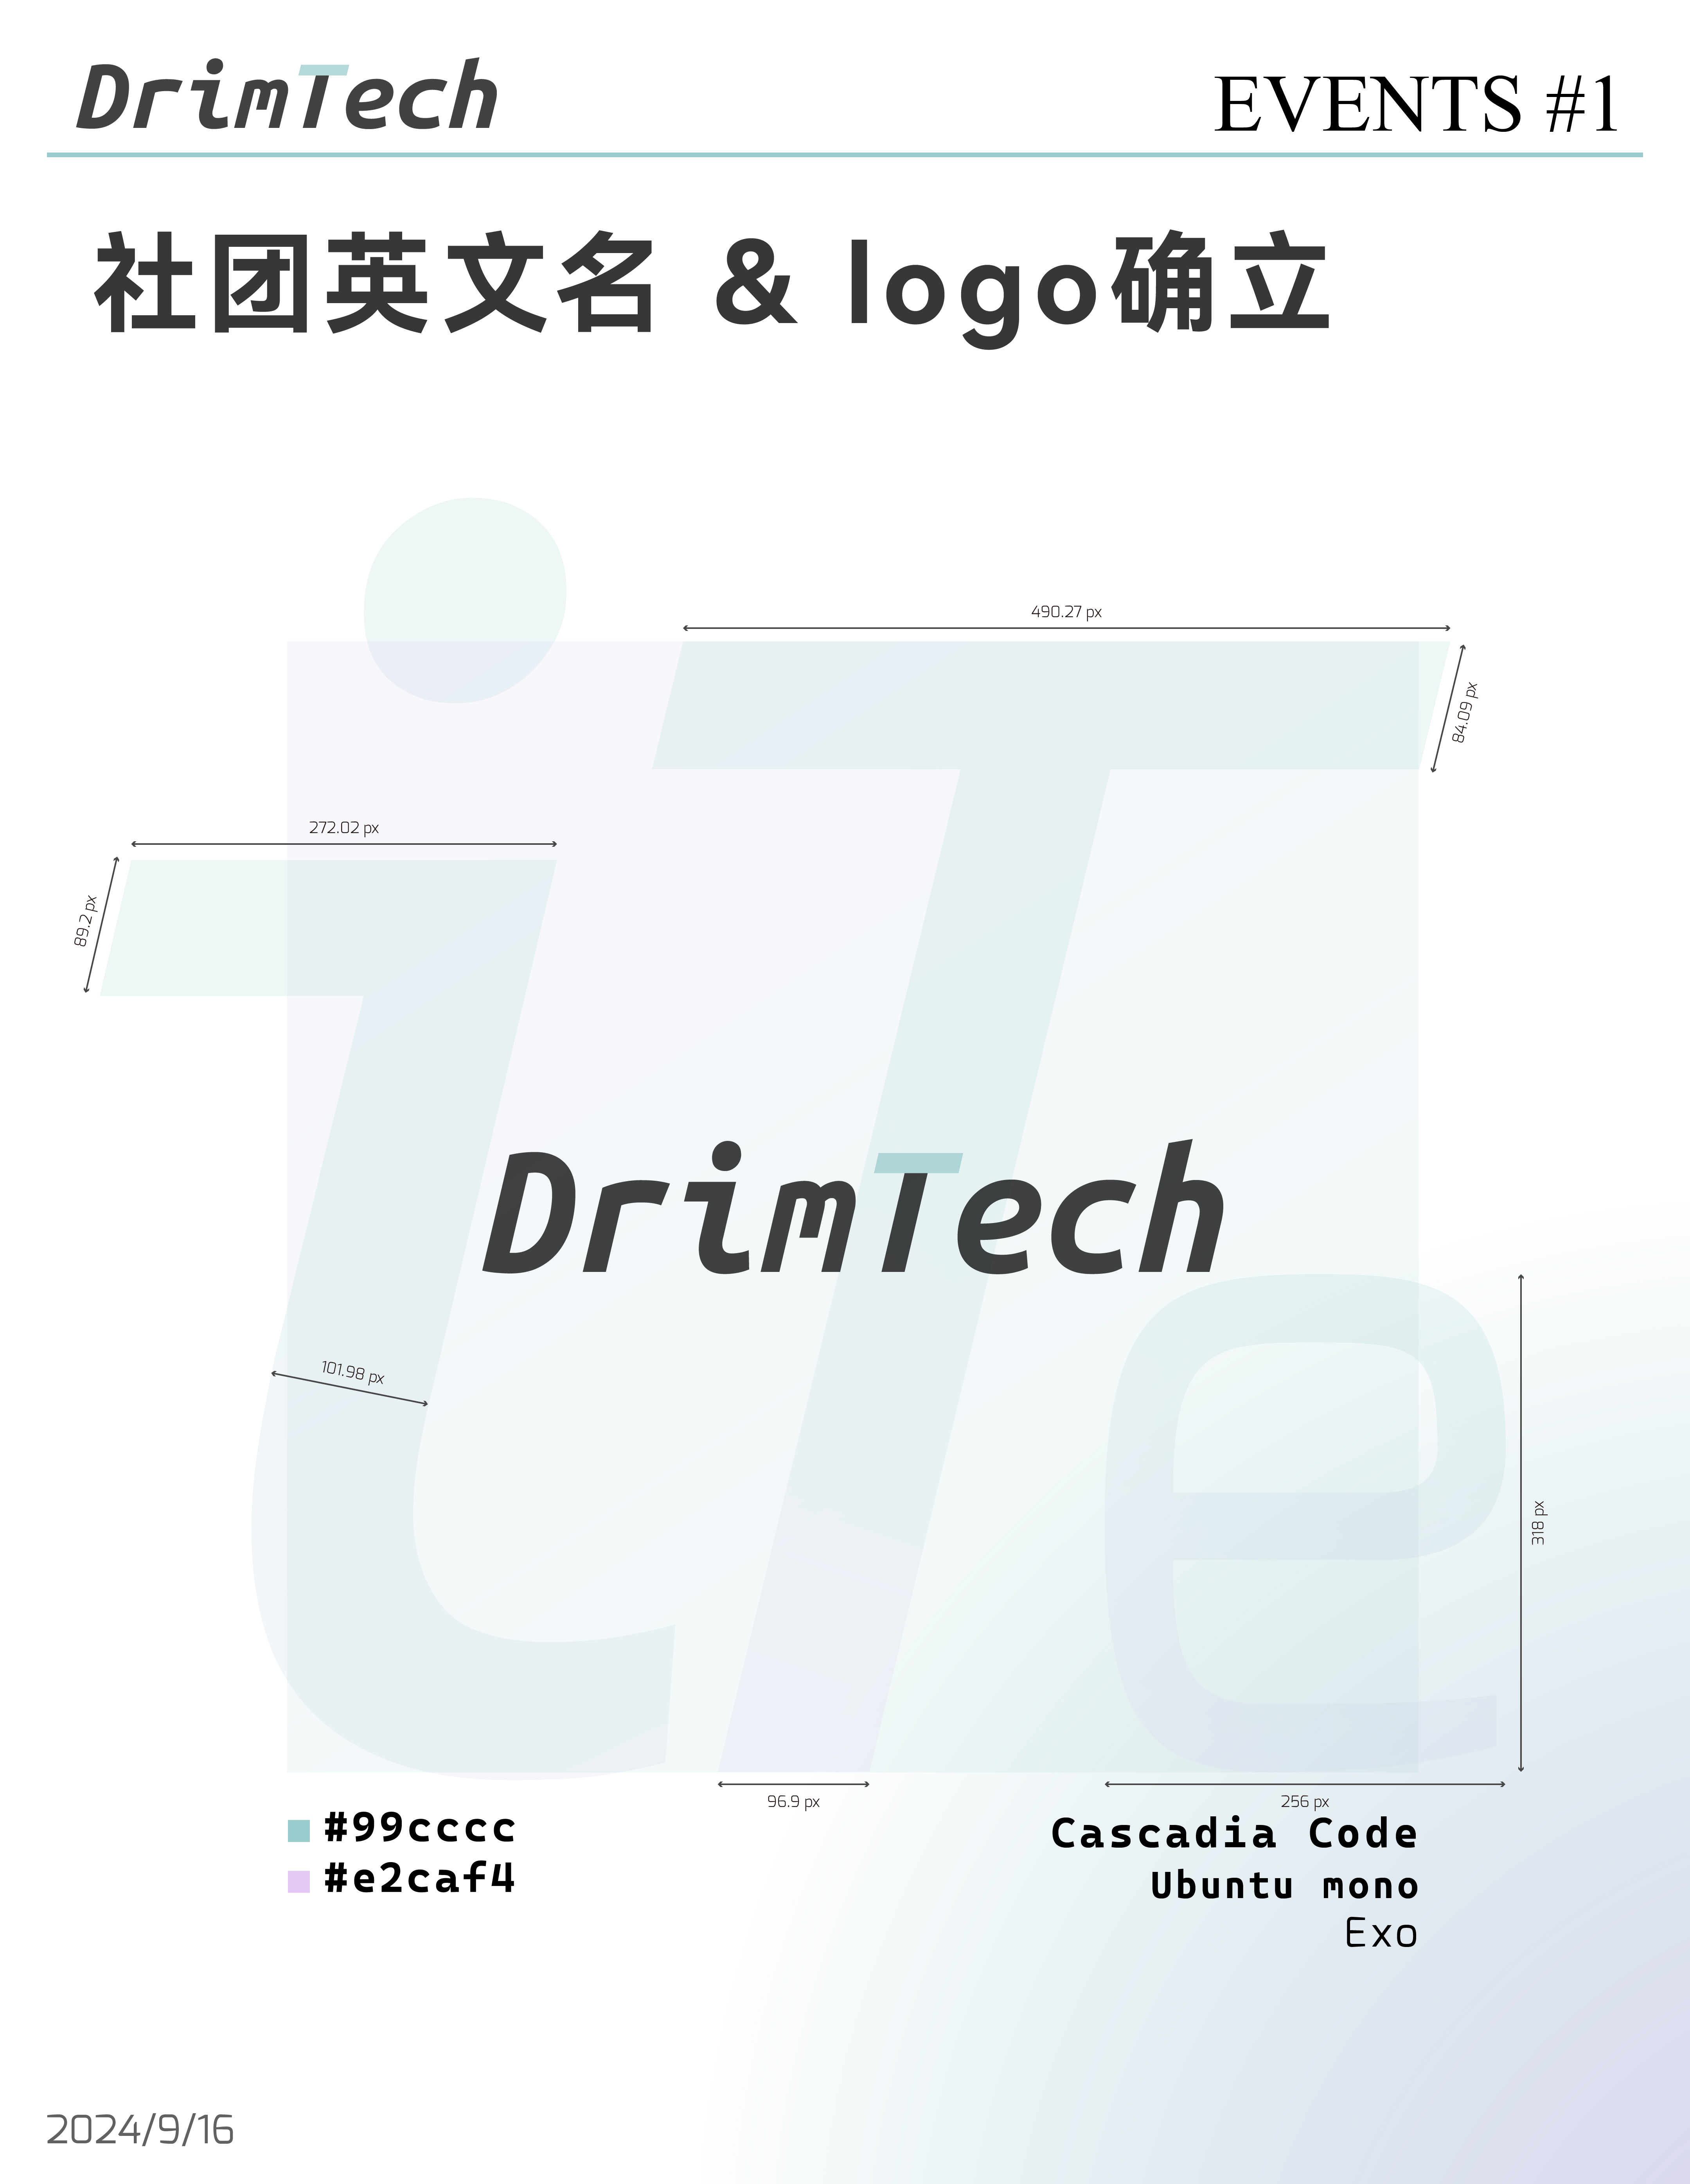 DrimTech
EVENTS #1
社团英文名 & logo确立
490.27 px
84.09 px
272.02 px
89.2 px
iTe
DrimTech
101.98 px
318 px
96.9 px
256 px
#99cccc
#e2caf4
Cascadia Code
Ubuntu mono
Exo
2024/9/16